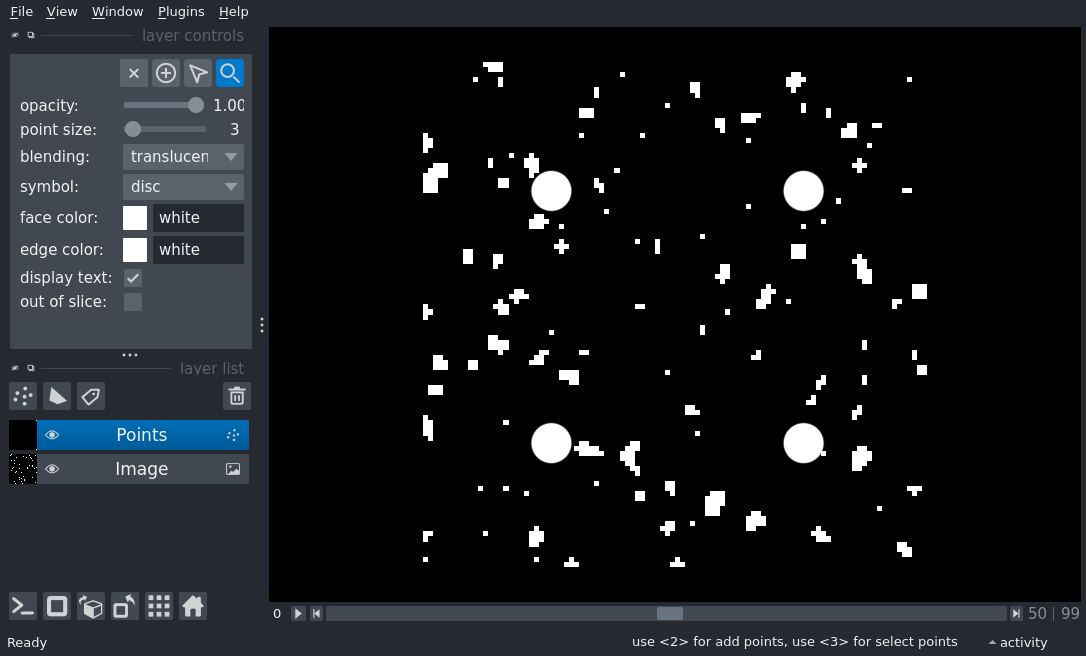 File View Window Plugins Help
layer controls
opacity: 1.00
point size: 3
blending: translucen
symbol: disc
face color: white
edge color: white
display text:
out of slice:
layer list
Points
Image
0 50 99
Ready use <2> for add points, use <3> for select points activity